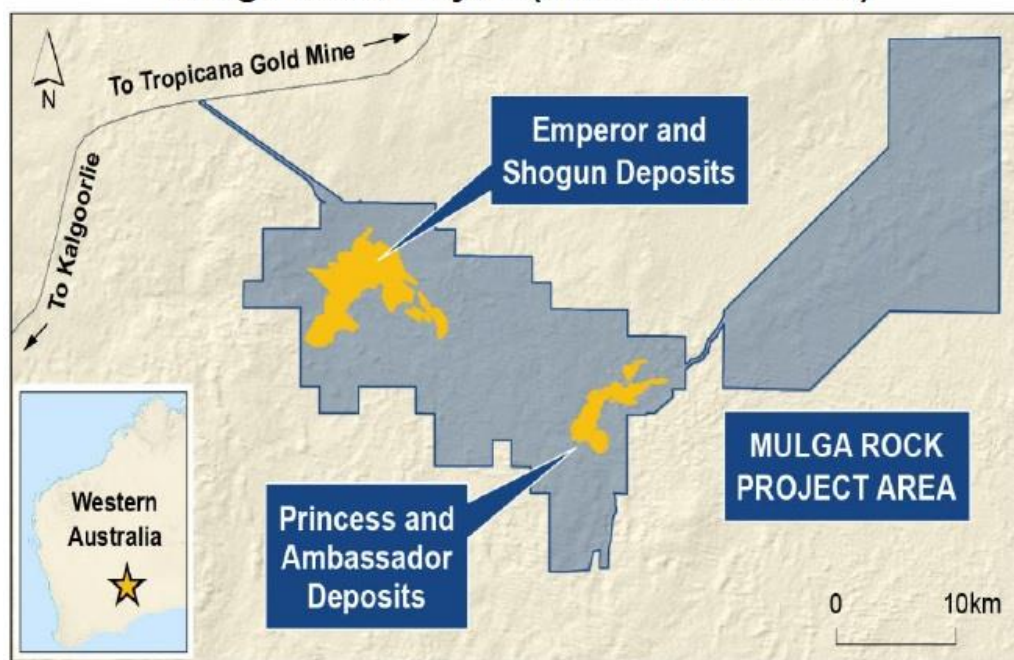 To Tropicana Gold Mine
N
To Kalgoorlie
Emperor and
Shogun Deposits
MULGA ROCK
PROJECT AREA
Princess and
Ambassador
Deposits
Western
Australia
0 10km